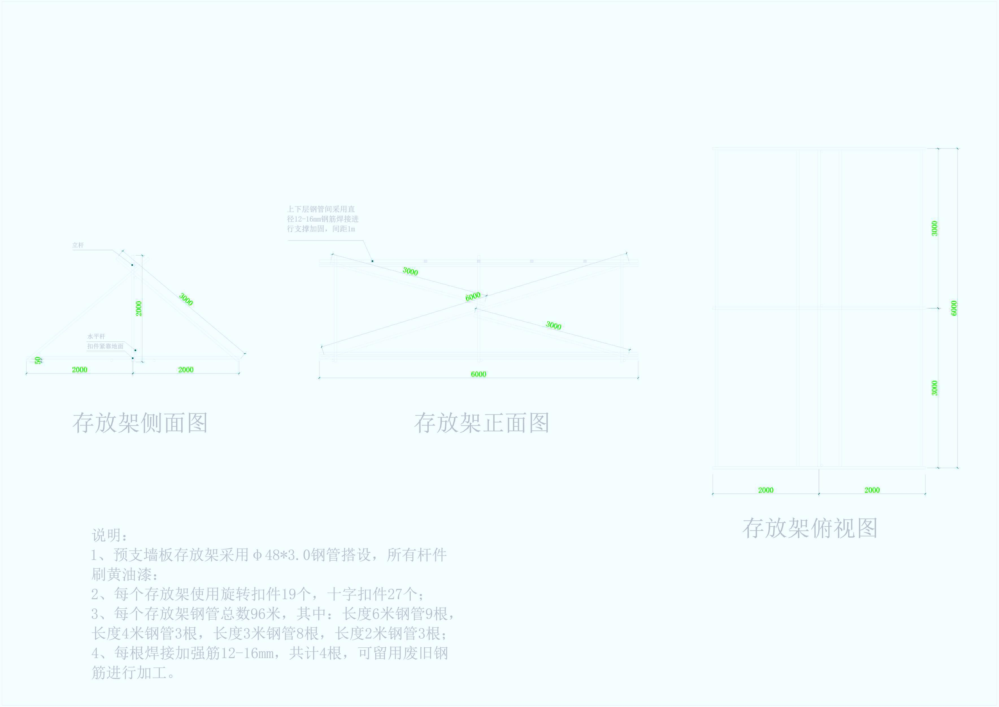 上下层钢管间采用直
径12-16mm钢筋焊接进
行支撑加固，间距1m
立杆
3000
2000
水平杆
扣件紧靠地面
50
2000
2000
存放架侧面图
3000
6000
3000
6000
存放架正面图
3000
6000
3000
2000
2000
存放架俯视图
说明：
1、预支墙板存放架采用φ48*3.0钢管搭设，所有杆件
刷黄油漆：
2、每个存放架使用旋转扣件19个，十字扣件27个；
3、每个存放架钢管总数96米，其中：长度6米钢管9根，
长度4米钢管3根，长度3米钢管8根，长度2米钢管3根；
4、每根焊接加强筋12-16mm，共计4根，可留用废旧钢
筋进行加工。